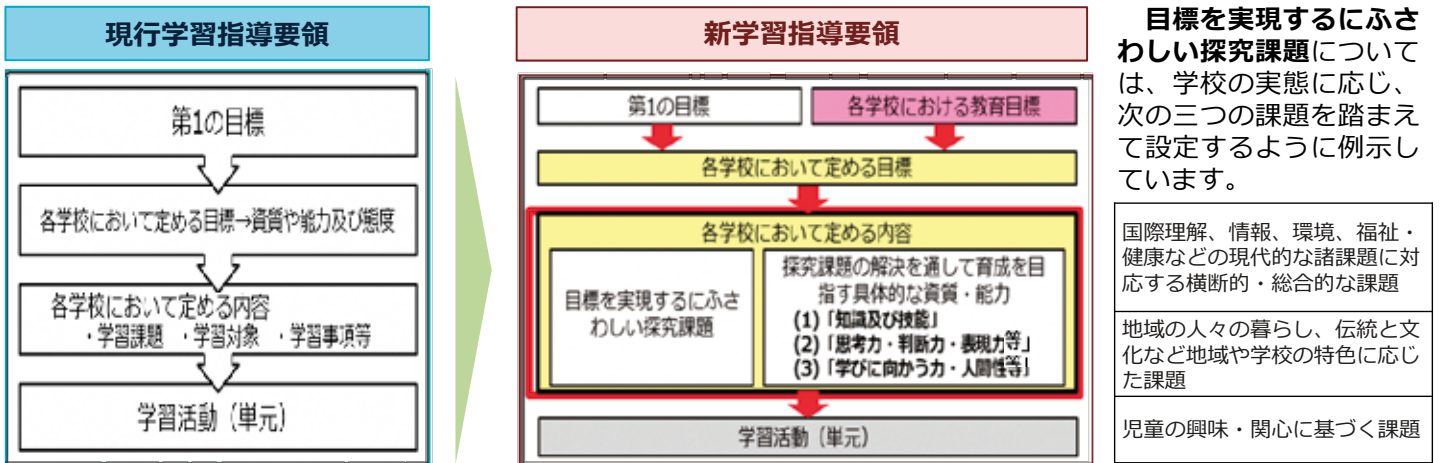 現行学習指導要領
第1の目標
各学校において定める目標→資質や能力及び態度
各学校において定める内容
・学習課題 ・学習対象 ・学習事項等
学習活動（単元）
新学習指導要領
第1の目標
各学校における教育目標
各学校において定める目標
各学校において定める内容
目標を実現するにふさ
わしい探究課題
探究課題の解決を通して育成を目
指す具体的な資質・能力
(1)「知識及び技能」
(2)「思考力・判断力・表現力等」
(3)「学びに向かう力・人間性等」
学習活動（単元）
目標を実現するにふさ
わしい探究課題について
は、学校の実態に応じ、
次の三つの課題を踏まえ
て設定するように例示し
ています。
国際理解、情報、環境、福祉・
健康などの現代的な諸課題に対
応する横断的・総合的な課題
地域の人々の暮らし、伝統と文
化など地域や学校の特色に応じ
た課題
児童の興味・関心に基づく課題